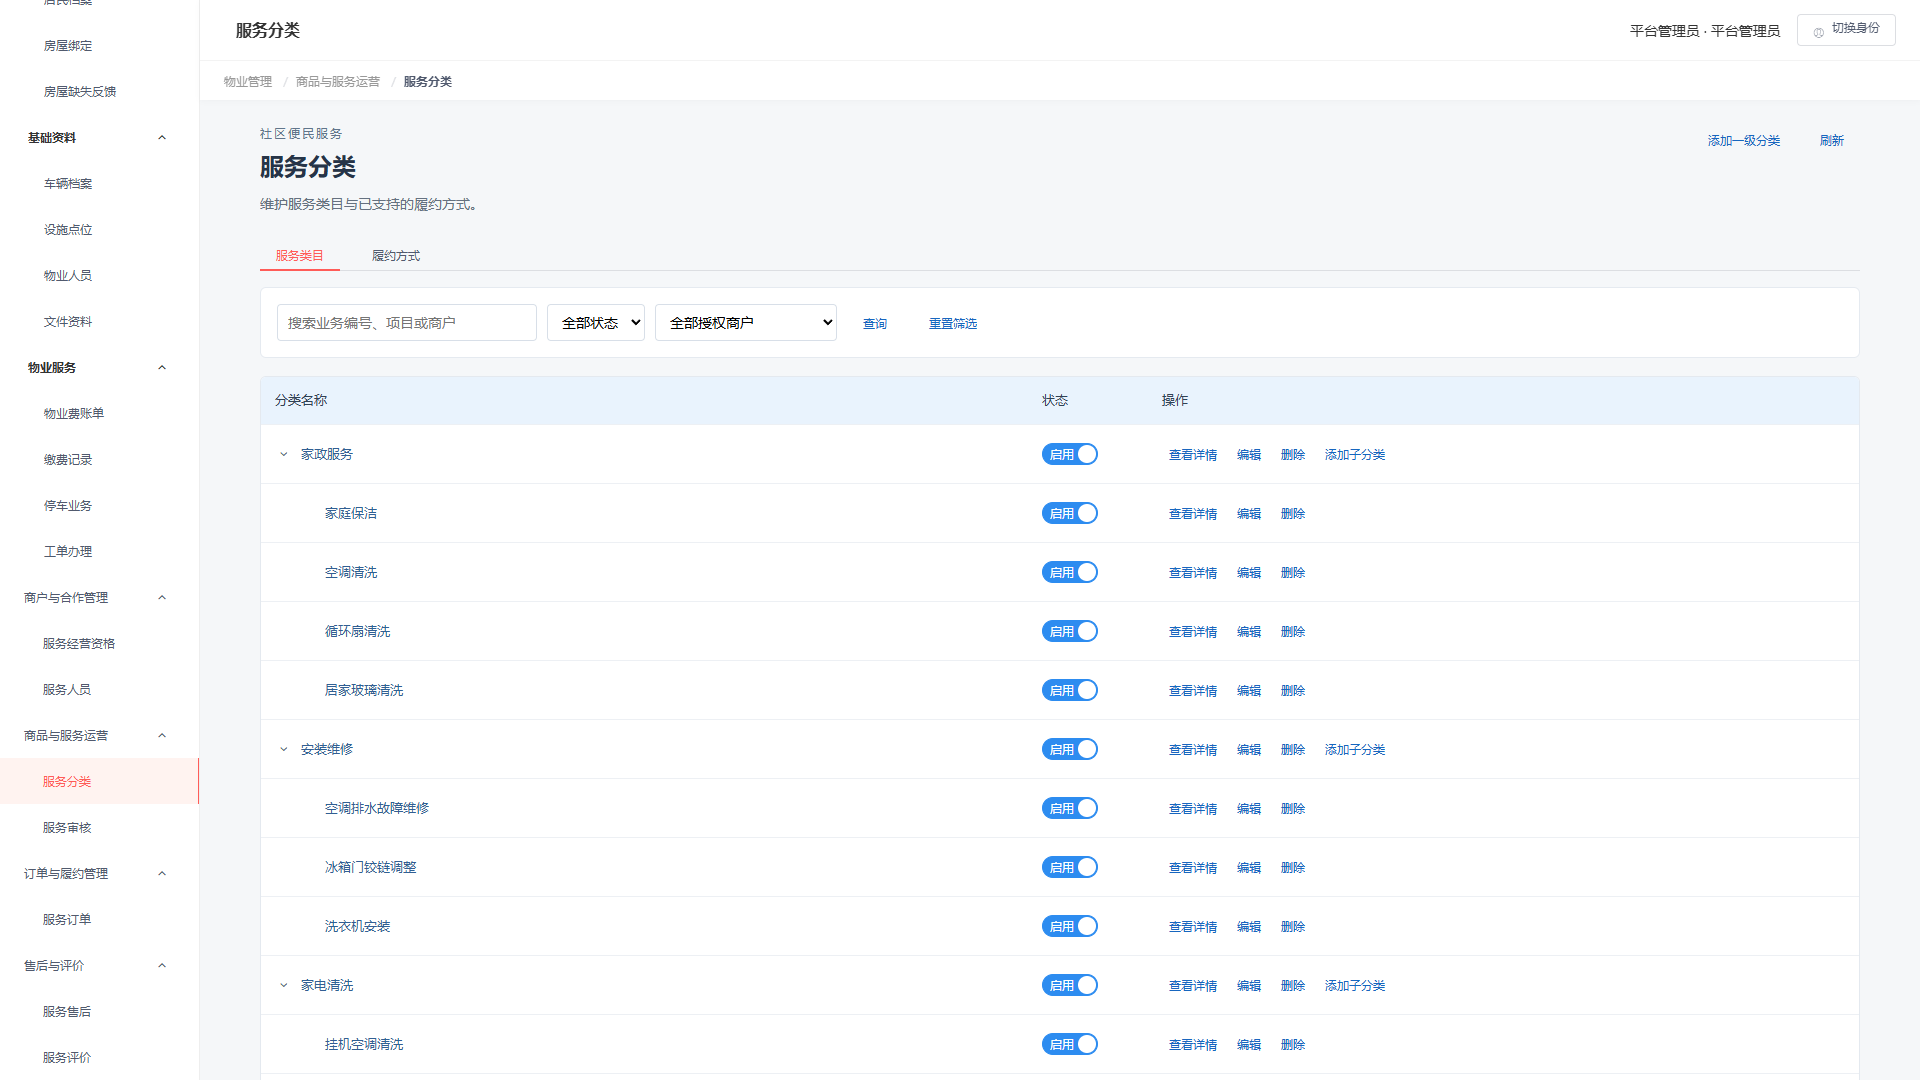 居民档案
房屋绑定
房屋缺失反馈
基础资料
车辆档案
设施点位
物业人员
文件资料
物业服务
物业费账单
缴费记录
停车业务
工单办理
商户与合作管理
服务经营资格
服务人员
商品与服务运营
服务分类
服务审核
订单与履约管理
服务订单
售后与评价
服务售后
服务评价
服务分类
平台管理员 · 平台管理员
切换身份
物业管理 / 商品与服务运营 / 服务分类
社区便民服务
服务分类
维护服务类目与已支持的履约方式。
添加一级分类 刷新
服务类目 履约方式
搜索业务编号、项目或商户 全部状态 全部授权商户 查询 重置筛选
分类名称 状态 操作
家政服务 启用 查看详情 编辑 删除 添加子分类
家庭保洁 启用 查看详情 编辑 删除
空调清洗 启用 查看详情 编辑 删除
循环扇清洗 启用 查看详情 编辑 删除
居家玻璃清洗 启用 查看详情 编辑 删除
安装维修 启用 查看详情 编辑 删除 添加子分类
空调排水故障维修 启用 查看详情 编辑 删除
冰箱门铰链调整 启用 查看详情 编辑 删除
洗衣机安装 启用 查看详情 编辑 删除
家电清洗 启用 查看详情 编辑 删除 添加子分类
挂机空调清洗 启用 查看详情 编辑 删除